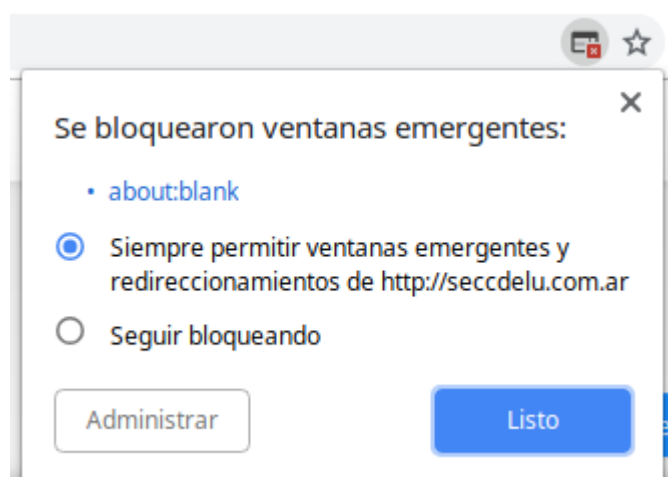 Se bloquearon ventanas emergentes:
• about:blank
Siempre permitir ventanas emergentes y
redireccionamientos de http://seccdelu.com.ar
Seguir bloqueando
Administrar
Listo